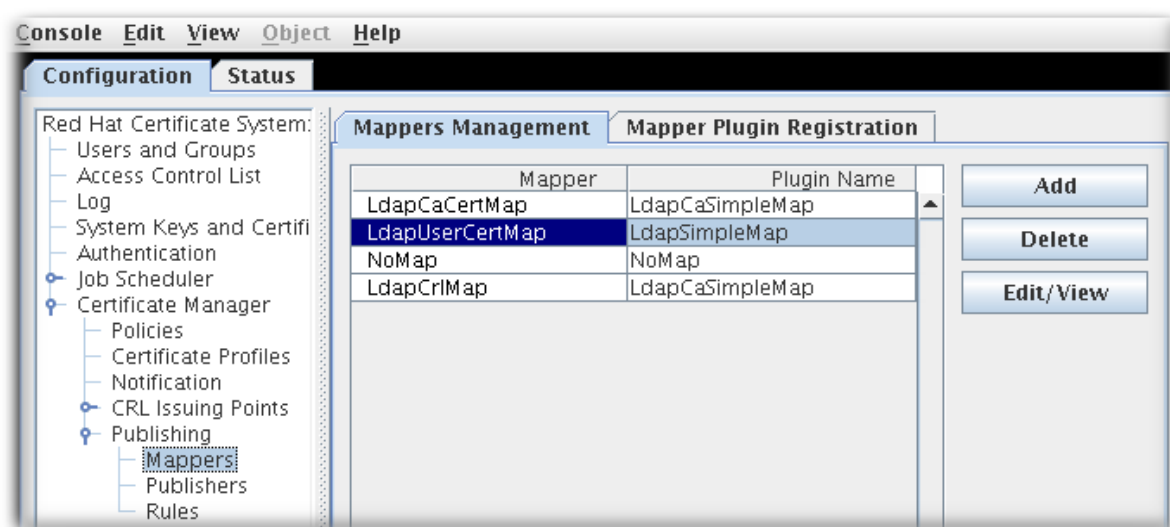 Console Edit View Object Help
Configuration Status
Red Hat Certificate System:
Users and Groups
Access Control List
Log
System Keys and Certifi
Authentication
Job Scheduler
Certificate Manager
Policies
Certificate Profiles
Notification
CRL Issuing Points
Publishing
Mappers
Publishers
Rules
Mappers Management Mapper Plugin Registration
Mapper Plugin Name
LdapCaCertMap LdapCaSimpleMap
LdapUserCertMap LdapSimpleMap
NoMap NoMap
LdapCrlMap LdapCaSimpleMap
Add
Delete
Edit/View